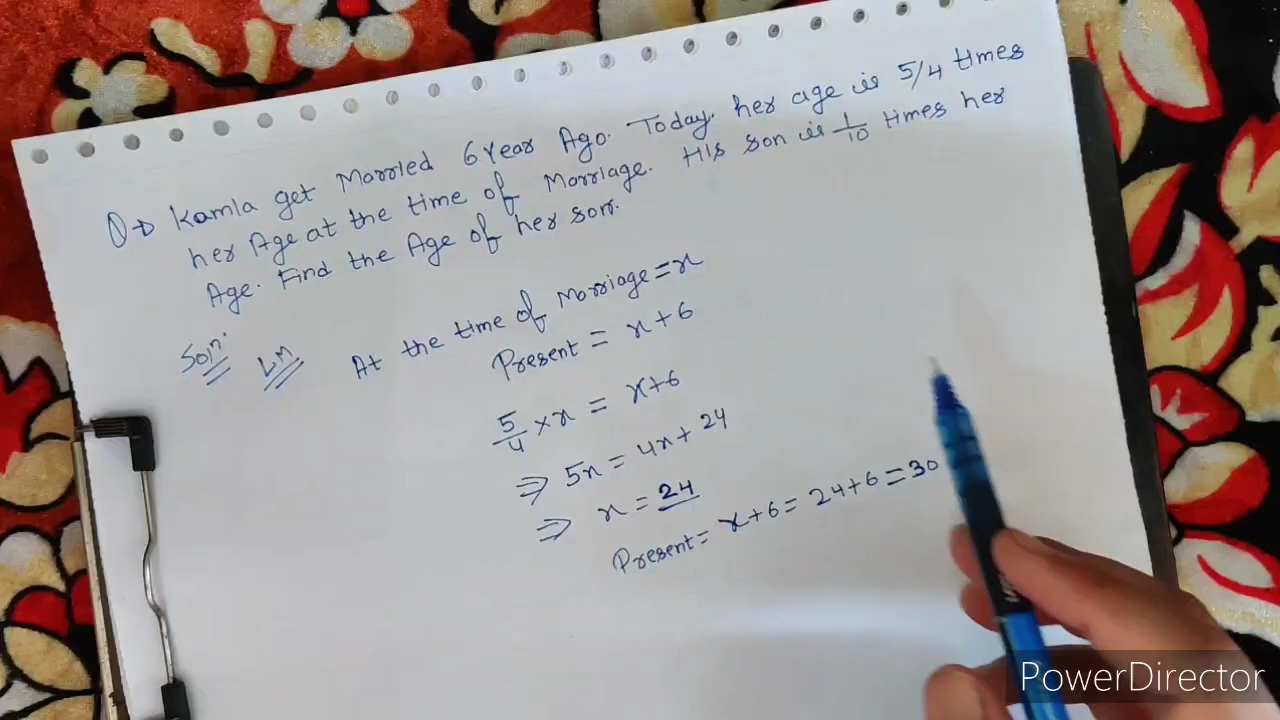 Q→ Kamla get Married 6 Year Ago. Today. her age is 5/4 times
her Age at the time of Marriage. His son is 1/10 times her
Age. Find the Age of her son.
Soln. Let At the time of Marriage = x
Present = x+6
5/4 × x = x+6
⇒ 5x = 4x + 24
⇒ x = 24
Present = x+6 = 24+6 = 30
PowerDirector